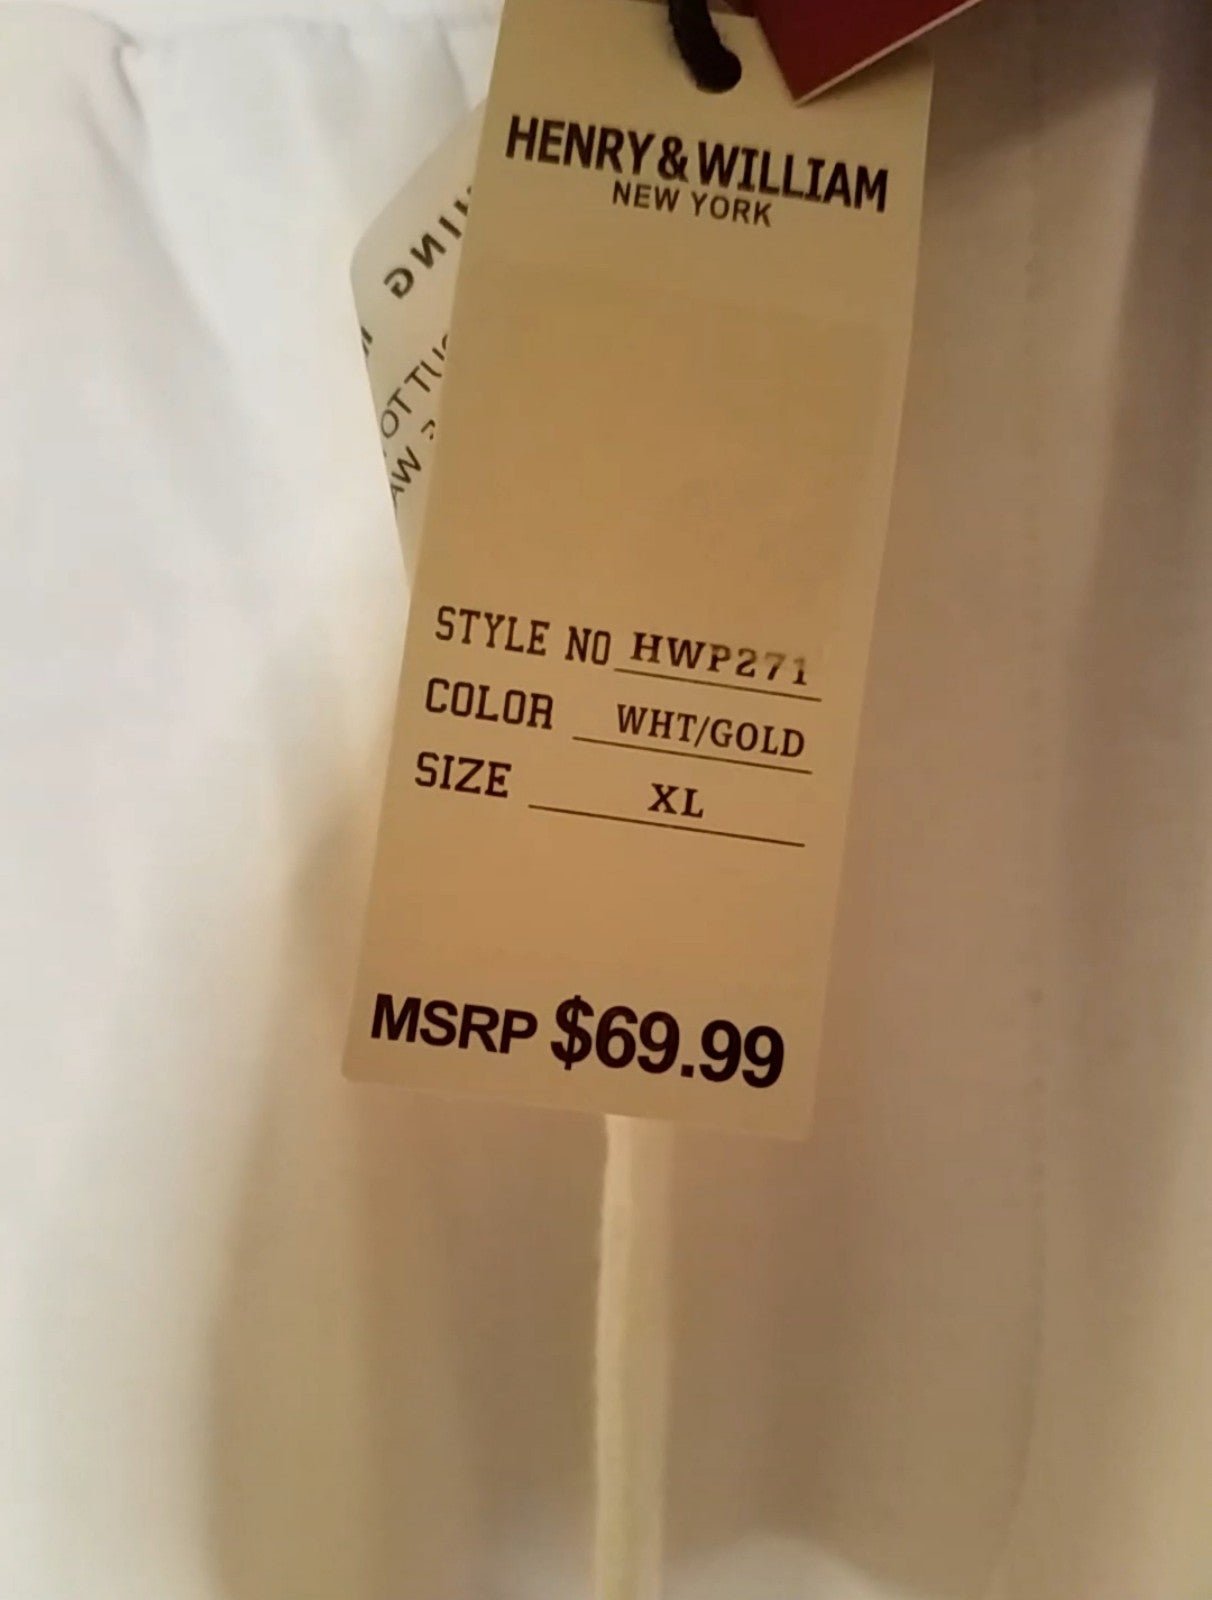 HENRY&WILLIAM
NEW YORK
STYLE NO HWP271
COLOR WHT/GOLD
SIZE XL
MSRP $69.99